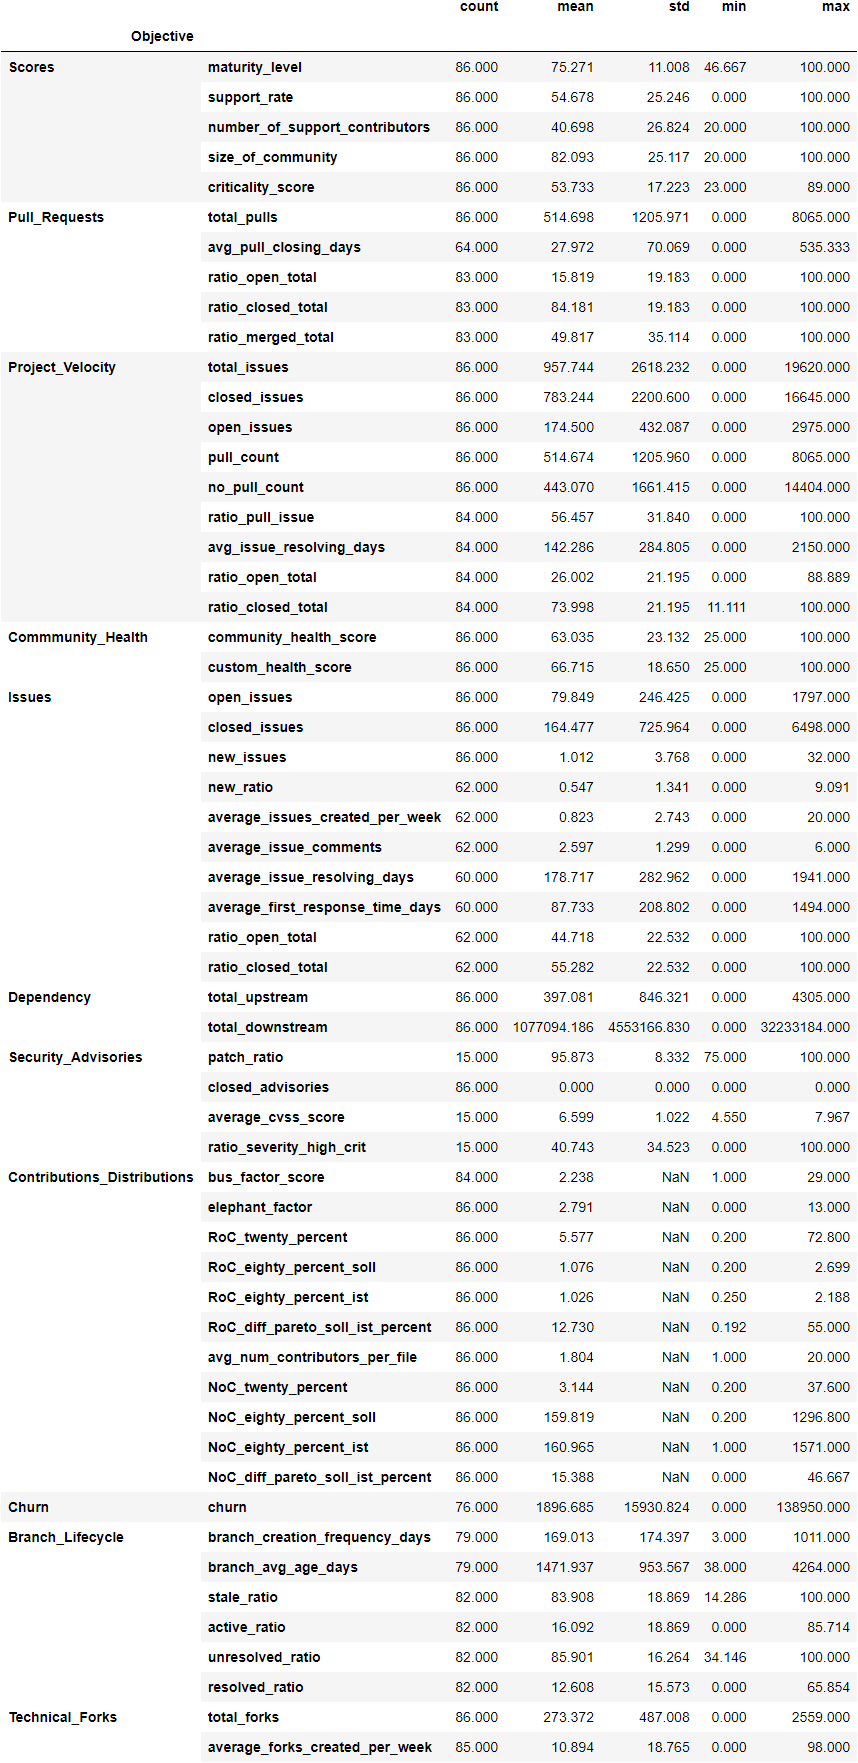 count mean std min max
Objective
Scores maturity_level 86.000 75.271 11.008 46.667 100.000
support_rate 86.000 54.678 25.246 0.000 100.000
number_of_support_contributors 86.000 40.698 26.824 20.000 100.000
size_of_community 86.000 82.093 25.117 20.000 100.000
criticality_score 86.000 53.733 17.223 23.000 89.000
Pull_Requests total_pulls 86.000 514.698 1205.971 0.000 8065.000
avg_pull_closing_days 64.000 27.972 70.069 0.000 535.333
ratio_open_total 83.000 15.819 19.183 0.000 100.000
ratio_closed_total 83.000 84.181 19.183 0.000 100.000
ratio_merged_total 83.000 49.817 35.114 0.000 100.000
Project_Velocity total_issues 86.000 957.744 2618.232 0.000 19620.000
closed_issues 86.000 783.244 2200.600 0.000 16645.000
open_issues 86.000 174.500 432.087 0.000 2975.000
pull_count 86.000 514.674 1205.960 0.000 8065.000
no_pull_count 86.000 443.070 1661.415 0.000 14404.000
ratio_pull_issue 84.000 56.457 31.840 0.000 100.000
avg_issue_resolving_days 84.000 142.286 284.805 0.000 2150.000
ratio_open_total 84.000 26.002 21.195 0.000 88.889
ratio_closed_total 84.000 73.998 21.195 11.111 100.000
Commmunity_Health community_health_score 86.000 63.035 23.132 25.000 100.000
custom_health_score 86.000 66.715 18.650 25.000 100.000
Issues open_issues 86.000 79.849 246.425 0.000 1797.000
closed_issues 86.000 164.477 725.964 0.000 6498.000
new_issues 86.000 1.012 3.768 0.000 32.000
new_ratio 62.000 0.547 1.341 0.000 9.091
average_issues_created_per_week 62.000 0.823 2.743 0.000 20.000
average_issue_comments 62.000 2.597 1.299 0.000 6.000
average_issue_resolving_days 60.000 178.717 282.962 0.000 1941.000
average_first_response_time_days 60.000 87.733 208.802 0.000 1494.000
ratio_open_total 62.000 44.718 22.532 0.000 100.000
ratio_closed_total 62.000 55.282 22.532 0.000 100.000
Dependency total_upstream 86.000 397.081 846.321 0.000 4305.000
total_downstream 86.000 1077094.186 4553166.830 0.000 32233184.000
Security_Advisories patch_ratio 15.000 95.873 8.332 75.000 100.000
closed_advisories 86.000 0.000 0.000 0.000 0.000
average_cvss_score 15.000 6.599 1.022 4.550 7.967
ratio_severity_high_crit 15.000 40.743 34.523 0.000 100.000
Contributions_Distributions bus_factor_score 84.000 2.238 NaN 1.000 29.000
elephant_factor 86.000 2.791 NaN 0.000 13.000
RoC_twenty_percent 86.000 5.577 NaN 0.200 72.800
RoC_eighty_percent_soll 86.000 1.076 NaN 0.200 2.699
RoC_eighty_percent_ist 86.000 1.026 NaN 0.250 2.188
RoC_diff_pareto_soll_ist_percent 86.000 12.730 NaN 0.192 55.000
avg_num_contributors_per_file 86.000 1.804 NaN 1.000 20.000
NoC_twenty_percent 86.000 3.144 NaN 0.200 37.600
NoC_eighty_percent_soll 86.000 159.819 NaN 0.200 1296.800
NoC_eighty_percent_ist 86.000 160.965 NaN 1.000 1571.000
NoC_diff_pareto_soll_ist_percent 86.000 15.388 NaN 0.000 46.667
Churn churn 76.000 1896.685 15930.824 0.000 138950.000
Branch_Lifecycle branch_creation_frequency_days 79.000 169.013 174.397 3.000 1011.000
branch_avg_age_days 79.000 1471.937 953.567 38.000 4264.000
stale_ratio 82.000 83.908 18.869 14.286 100.000
active_ratio 82.000 16.092 18.869 0.000 85.714
unresolved_ratio 82.000 85.901 16.264 34.146 100.000
resolved_ratio 82.000 12.608 15.573 0.000 65.854
Technical_Forks total_forks 86.000 273.372 487.008 0.000 2559.000
average_forks_created_per_week 85.000 10.894 18.765 0.000 98.000